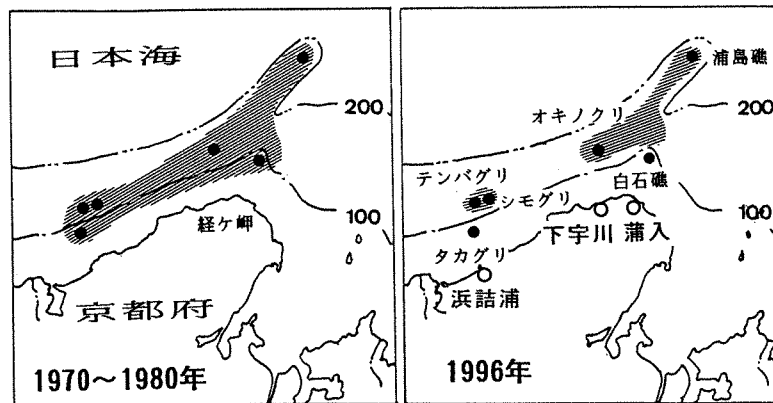 日本海
200
100
経ケ岬
京都府
1970～1980年
浦島礁
200
オキノクリ
テンバグリ
シモグリ
白石礁
100
下宇川
蒲入
タカグリ
浜詰浦
1996年